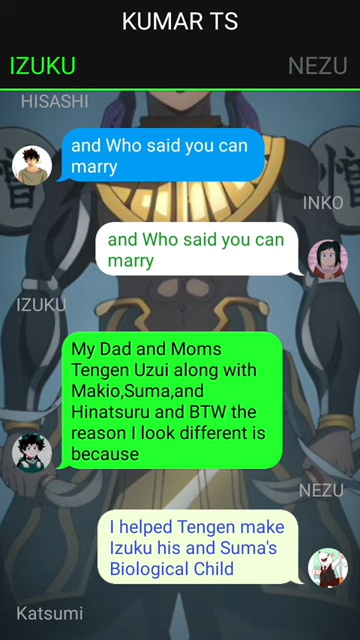 KUMAR TS
IZUKU
NEZU
HISASHI
and Who said you can
marry
INKO
and Who said you can
marry
IZUKU
My Dad and Moms
Tengen Uzui along with
Makio,Suma,and
Hinatsuru and BTW the
reason I look different is
because
NEZU
I helped Tengen make
Izuku his and Suma's
Biological Child
Katsumi